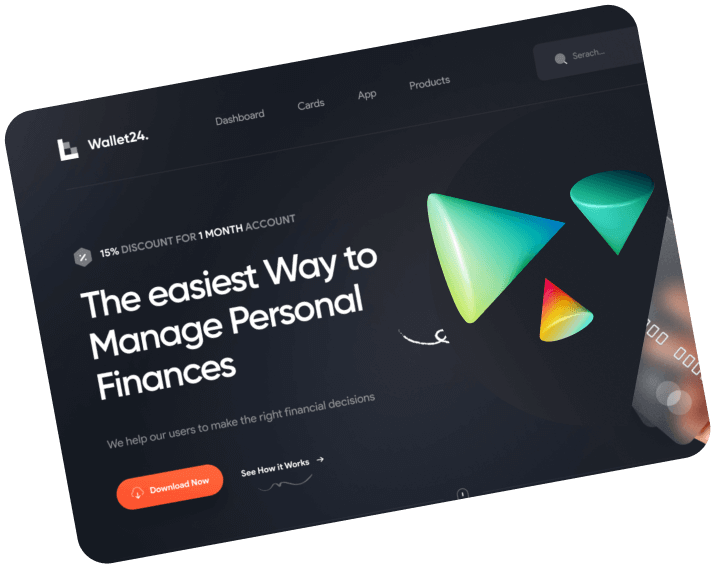 Wallet24.
Dashboard
Cards
App
Products
Serach...
15% DISCOUNT FOR 1 MONTH ACCOUNT
The easiest Way to
Manage Personal
Finances
We help our users to make the right financial decisions
Download Now
See How it Works →